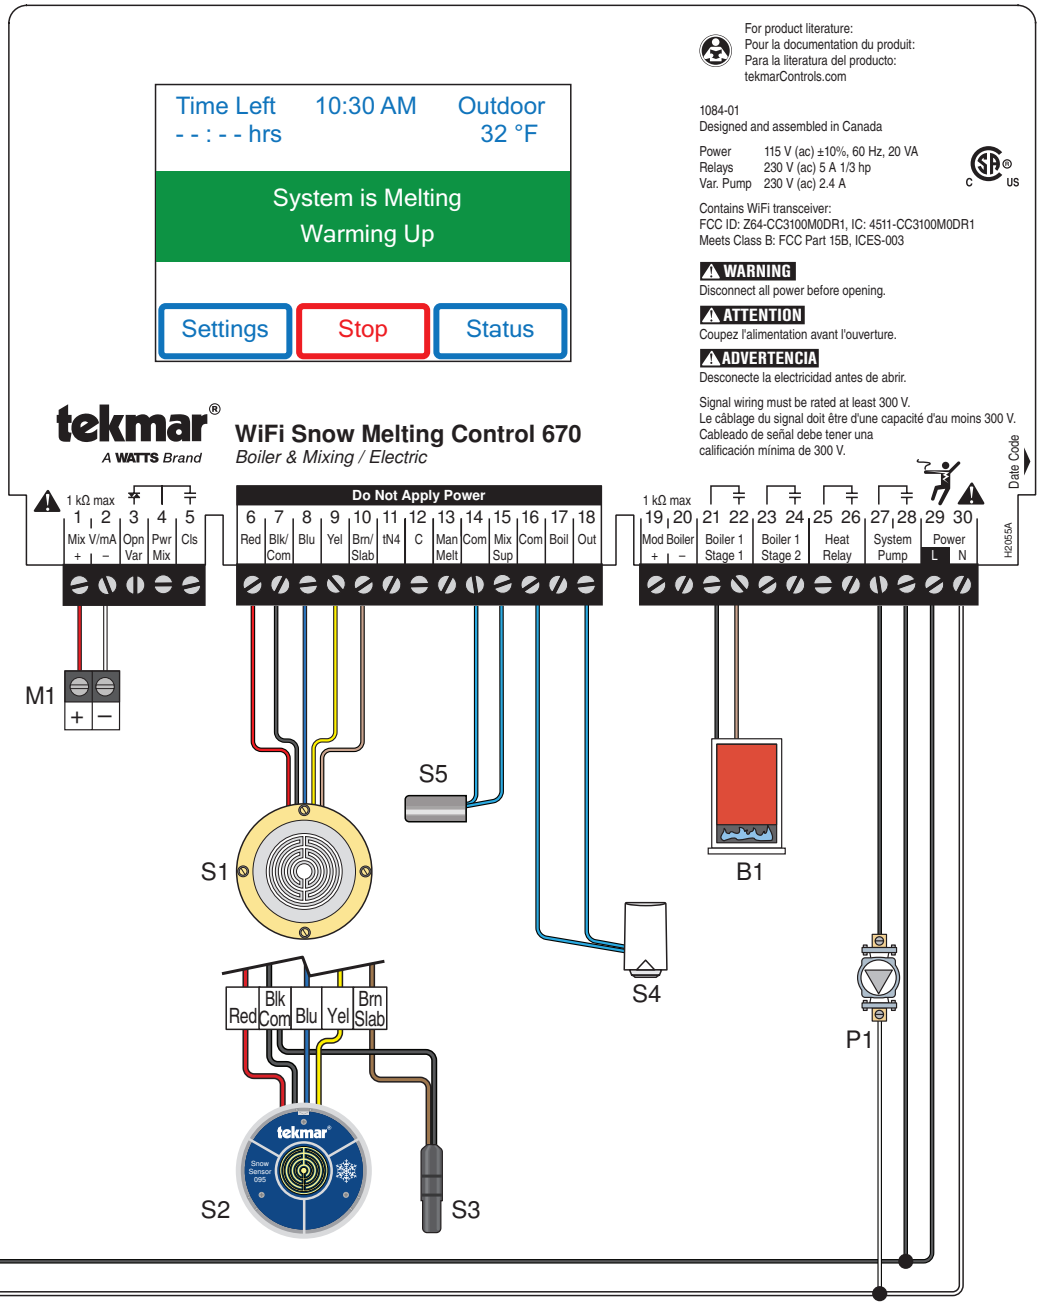 For product literature:
Pour la documentation du produit:
Para la literatura del producto:
tekmarControls.com
Time Left 10:30 AM Outdoor
- - : - - hrs 32 °F
System is Melting
Warming Up
Settings Stop Status
1084-01
Designed and assembled in Canada
Power 115 V (ac) ±10%, 60 Hz, 20 VA
Relays 230 V (ac) 5 A 1/3 hp
Var. Pump 230 V (ac) 2.4 A
C SA ® US
Contains WiFi transceiver:
FCC ID: Z64-CC3100M0DR1, IC: 4511-CC3100M0DR1
Meets Class B: FCC Part 15B, ICES-003
WARNING
Disconnect all power before opening.
ATTENTION
Coupez l'alimentation avant l'ouverture.
ADVERTENCIA
Desconecte la electricidad antes de abrir.
Signal wiring must be rated at least 300 V.
Le câblage du signal doit être d'une capacité d'au moins 300 V.
Cableado de señal debe tener una
calificación mínima de 300 V.
Date Code
H2055A
tekmar®
A WATTS Brand
WiFi Snow Melting Control 670
Boiler & Mixing / Electric
1 kΩ max
1 2 3 4 5
Mix V/mA Opn Pwr Cls
+ – Var Mix
Do Not Apply Power
6 7 8 9 10 11 12 13 14 15 16 17 18
Red Blk/ Blu Yel Brn/ tN4 C Man Com Mix Com Boil Out
Com Slab Melt Sup
1 kΩ max
19 20 21 22 23 24 25 26 27 28 29 30
Mod Boiler Boiler 1 Boiler 1 Heat System Power
+ – Stage 1 Stage 2 Relay Pump L N
M1
+ –
S5
S1
B1
S4
P1
Red Blk Com Blu Yel Brn Slab
tekmar®
Snow
Sensor
095
S2
S3